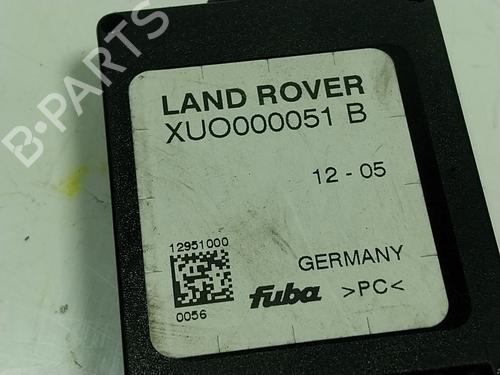 B-PARTS
LAND ROVER
XUO000051 B
12 - 05
12951000
GERMANY
fuba >PC<
0056